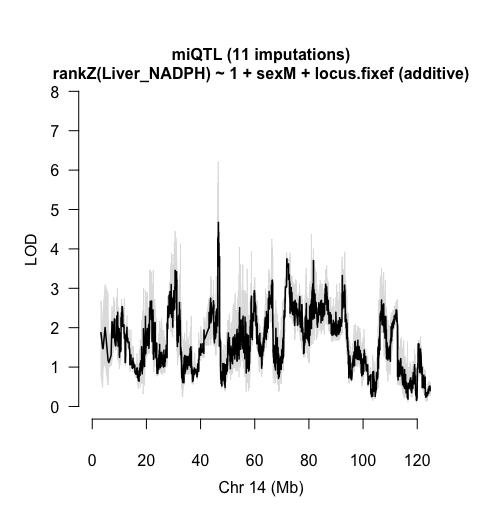 miQTL (11 imputations)
rankZ(Liver_NADPH) ~ 1 + sexM + locus.fixef (additive)
8
7
6
5
4
3
2
1
0
LOD
0 20 40 60 80 100 120
Chr 14 (Mb)